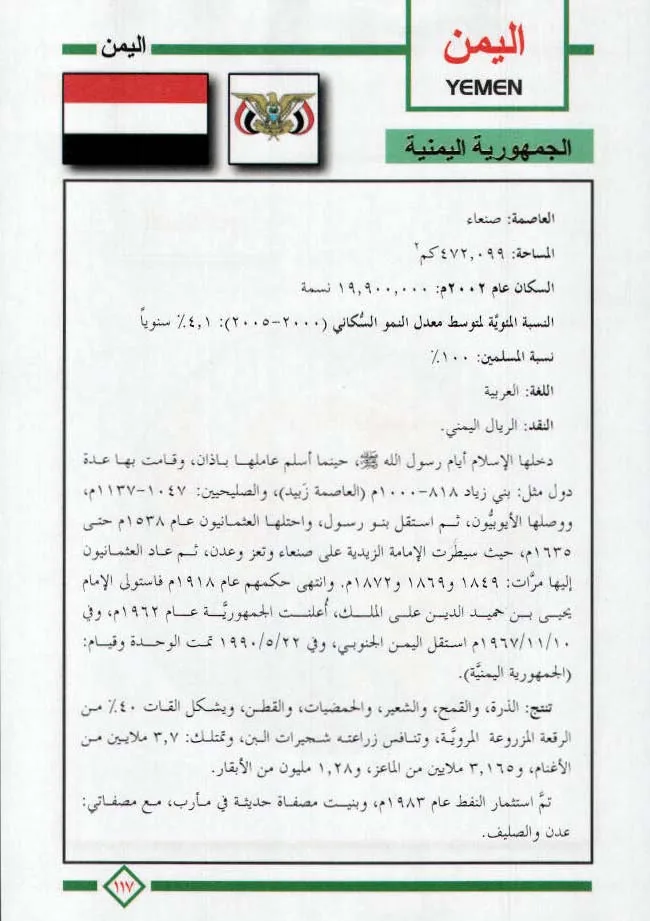 اليمن
اليمن
YEMEN
الجمهورية اليمنية
العاصمة: صنعاء
المساحة: ٤٧٢,٠٩٩كم٢
السكان عام ٢٠٠٢م: ١٩,٩٠٠,٠٠٠ نسمة
النسبة المئويَّة لمتوسط معدل النمو السُّكاني (٢٠٠٠-٢٠٠٥): ٤,١٪ سنوياً
نسبة المسلمين: ١٠٠٪
اللغة: العربية
النقد: الريال اليمني.
دخلها الإسلام أيام رسول الله ﷺ، حينما أسلم عاملها باذان، وقامت بها عدة
دول مثل: بني زياد ٨١٨-١٠٠٠م (العاصمة زَبيد)، والصليحيين: ١٠٤٧-١١٣٧م،
ووصلها الأيوبيُّون، ثم استقل بنو رسول، واحتلها العثمانيون عام ١٥٣٨م حتى
١٦٣٥م، حيث سيطَرَت الإمامة الزيدية على صنعاء وتعز وعدن، ثم عاد العثمانيون
إليها مرَّات: ١٨٤٩ و١٨٦٩ و١٨٧٢م. وانتهى حكمهم عام ١٩١٨م فاستولى الإمام
يحيى بن حميد الدين على الملك، أُعلنت الجمهوريَّة عام ١٩٦٢م، وفي
١٩٦٧/١١/١٠م استقل اليمن الجنوبي، وفي ١٩٩٠/٥/٢٢ تمت الوحدة وقيام:
(الجمهورية اليمنيَّة).
تنتج: الذرة، والقمح، والشعير، والحمضيات، والقطن، ويشكل القات ٤٠٪ من
الرقعة المزروعة المرويَّة، وتنافس زراعته شجيرات البن، وتمتلك: ٣,٧ ملايين من
الأغنام، و٣,١٦٥ ملايين من الماعز، و١,٢٨ مليون من الأبقار.
تمَّ استثمار النفط عام ١٩٨٣م، وبنيت مصفاة حديثة في مأرب، مع مصفاتي:
عدن والصليف.
١١٧